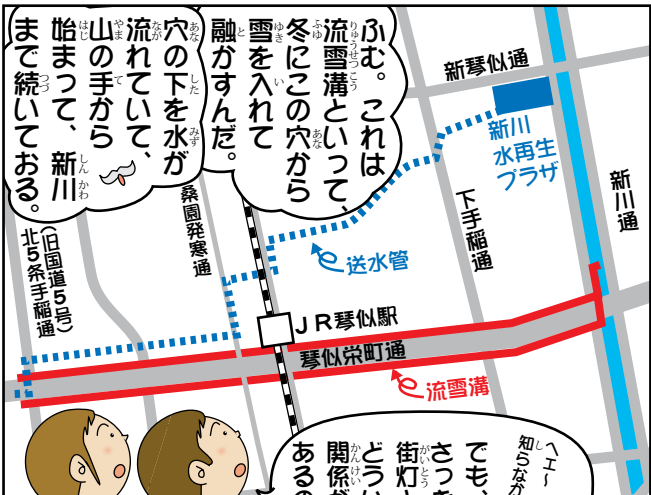 ふむ。これは
流雪溝といって、
冬にこの穴から
雪を入れて
融かすんだ。
穴の下を水が
流れていて、
山の手から
始まって、新川
まで続いておる。
新琴似通
新川
水再生
プラザ
新川通
下手稲通
桑園発寒通
送水管
(旧国道5号)
北5条手稲通
JR琴似駅
琴似栄町通
流雪溝
ヘエ~
知らなか
でも、
さっき
街灯と
どうい
関係が
あるの